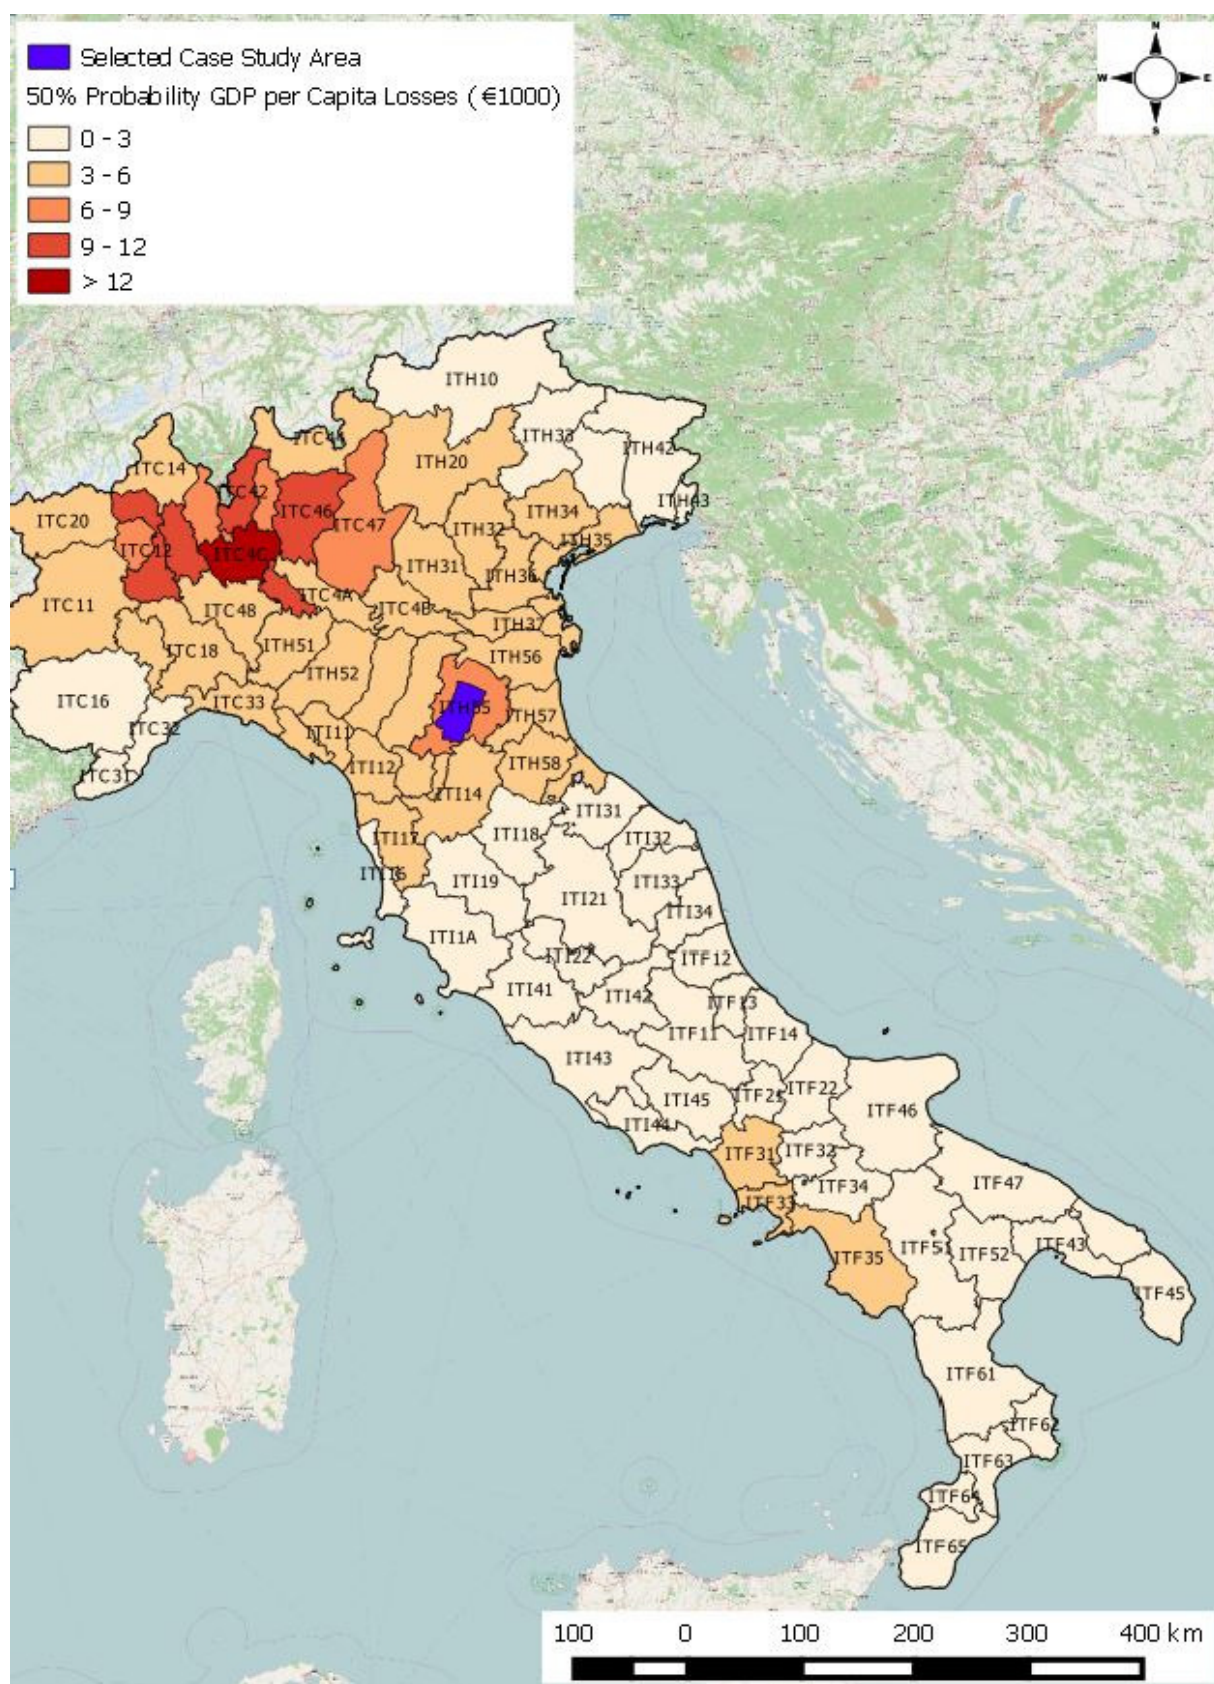 N
W E
S
Selected Case Study Area
50% Probability GDP per Capita Losses (€1000)
0 - 3
3 - 6
6 - 9
9 - 12
> 12
ITH10
ITH33
ITH42
ITC44
ITH20
ITC14
ITH43
ITC42
ITC46
ITH34
ITC20
ITC47
ITH32
ITH35
ITC12
ITC4C
ITH31
ITH36
ITC11
ITC48
ITC4A
ITC4B
ITH37
ITC18
ITH51
ITH56
ITH52
ITC16
ITC33
ITH55
ITH57
ITC32
ITI11
ITI12
ITH58
ITC31
ITI14
ITI31
ITI17
ITI18
ITI32
ITI16
ITI19
ITI33
ITI21
ITI34
ITI1A
ITI22
ITF12
ITI41
ITI42
ITF13
ITF11
ITF14
ITI43
ITI45
ITF21
ITF22
ITF46
ITI44
ITF31
ITF32
ITF47
ITF34
ITF33
ITF35
ITF51
ITF52
ITF43
ITF45
ITF61
ITF62
ITF63
ITF64
ITF65
100 0 100 200 300 400 km